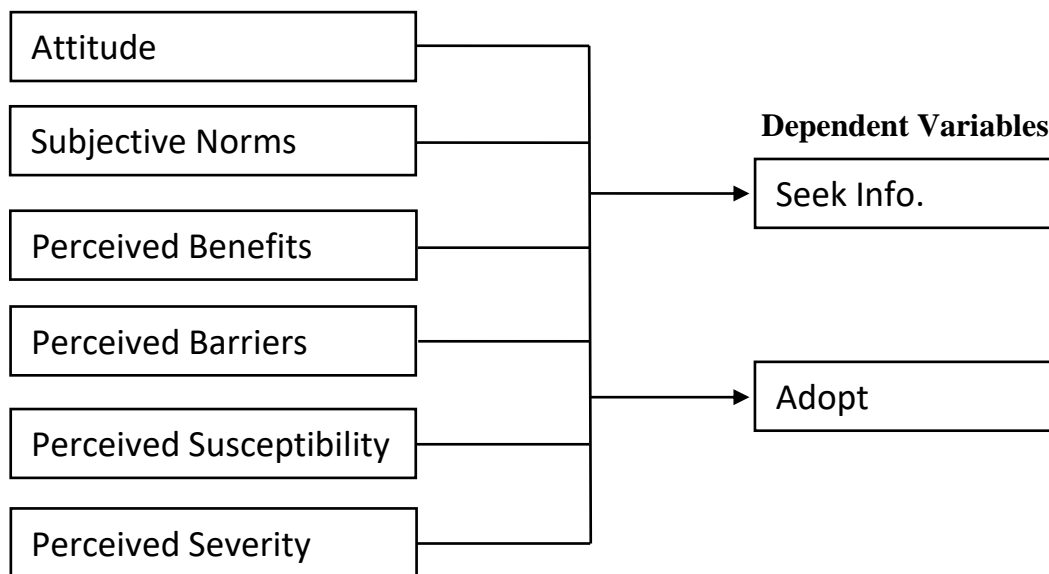 Attitude
Subjective Norms
Perceived Benefits
Perceived Barriers
Perceived Susceptibility
Perceived Severity
Dependent Variables
Seek Info.
Adopt